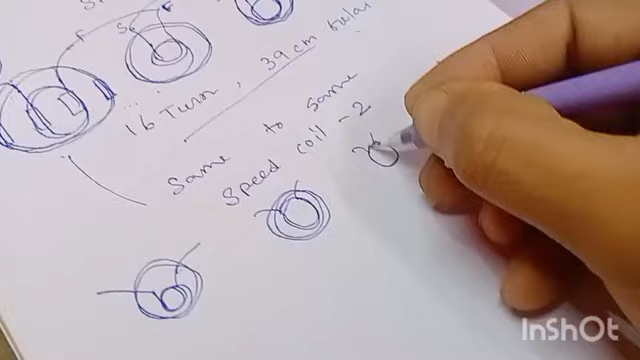 S F
16 Turn, 39 cm
Same to Same
Speed coil - 2
InShOt